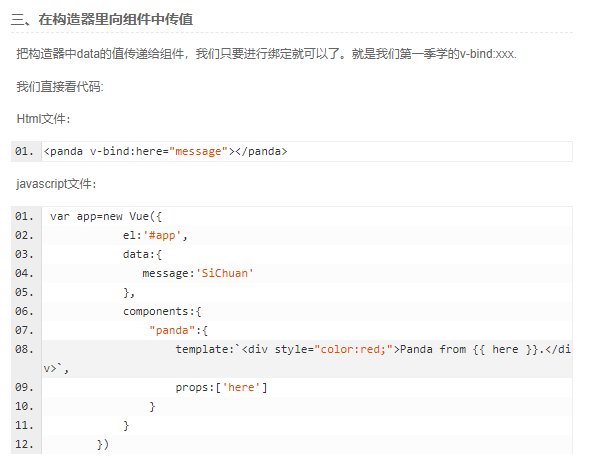 三、在构造器里向组件中传值
把构造器中data的值传递给组件，我们只要进行绑定就可以了。就是我们第一季学的v-bind:xxx.
我们直接看代码:
Html文件：
01. <panda v-bind:here="message"></panda>
javascript文件：
01. var app=new Vue({
02. el:'#app',
03. data:{
04. message:'SiChuan'
05. },
06. components:{
07. "panda":{
08. template:`<div style="color:red;">Panda from {{ here }}.</di
v>`,
09. props:['here']
10. }
11. }
12. })